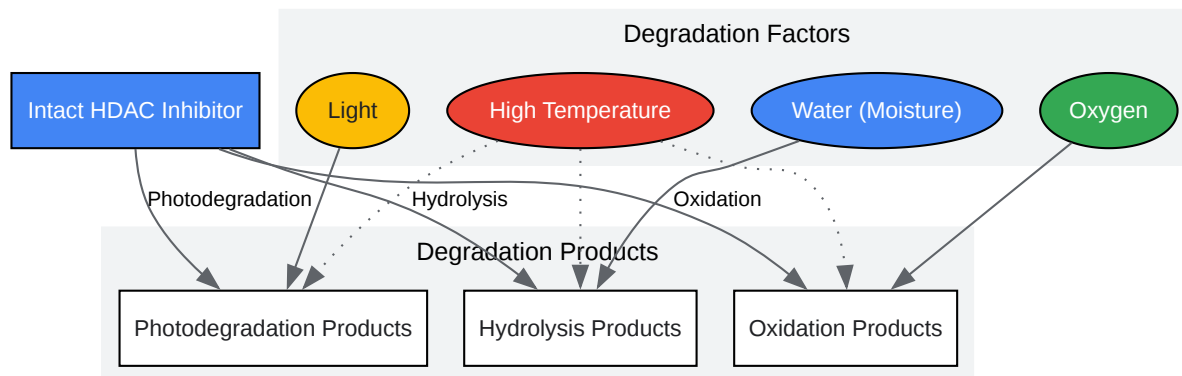 Degradation Factors
Intact HDAC Inhibitor
Light
High Temperature
Water (Moisture)
Oxygen
Photodegradation
Hydrolysis
Oxidation
Degradation Products
Photodegradation Products
Hydrolysis Products
Oxidation Products